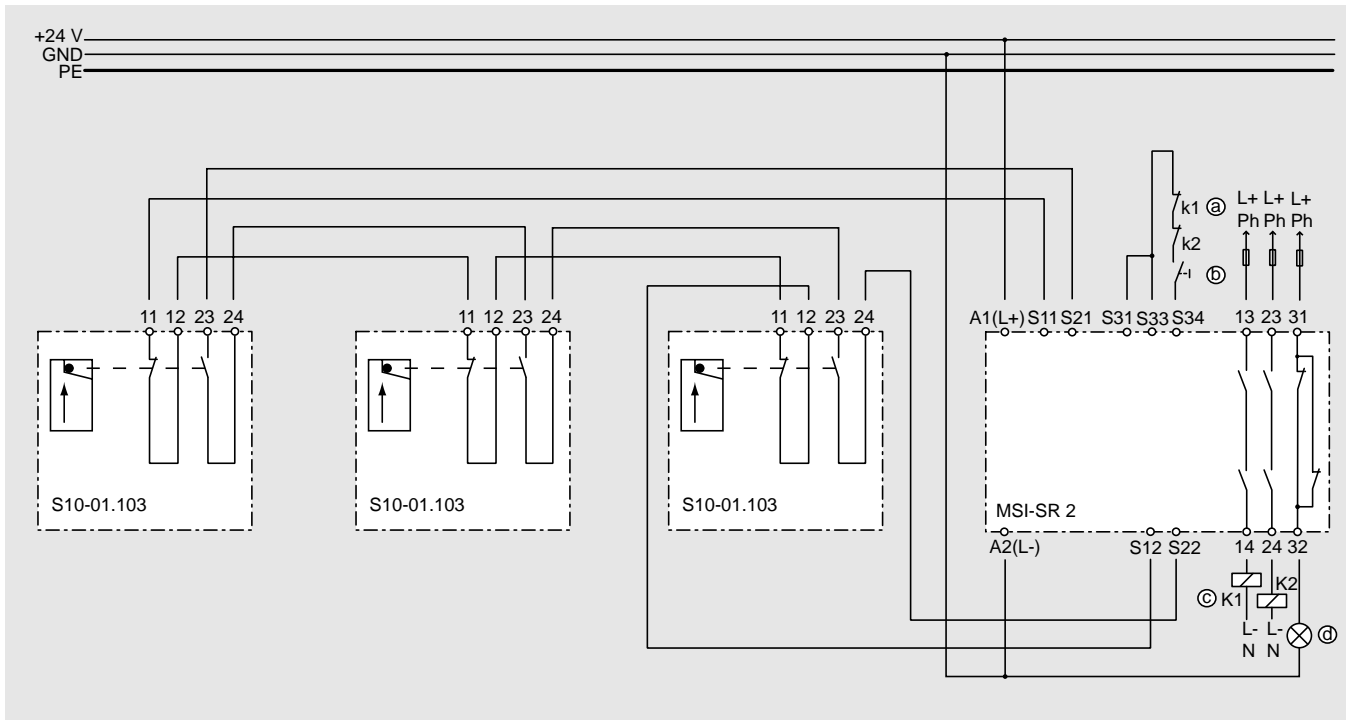 +24 V
GND
PE
k1 ⓐ L+ L+ L+
Ph Ph Ph
k2
ⓑ
11 12 23 24 11 12 23 24 11 12 23 24 A1(L+) S11 S21 S31 S33 S34 13 23 31
S10-01.103 S10-01.103 S10-01.103 MSI-SR 2
A2(L-) S12 S22 14 24 32
ⓒ K1 K2
L- L- ⓓ
N N